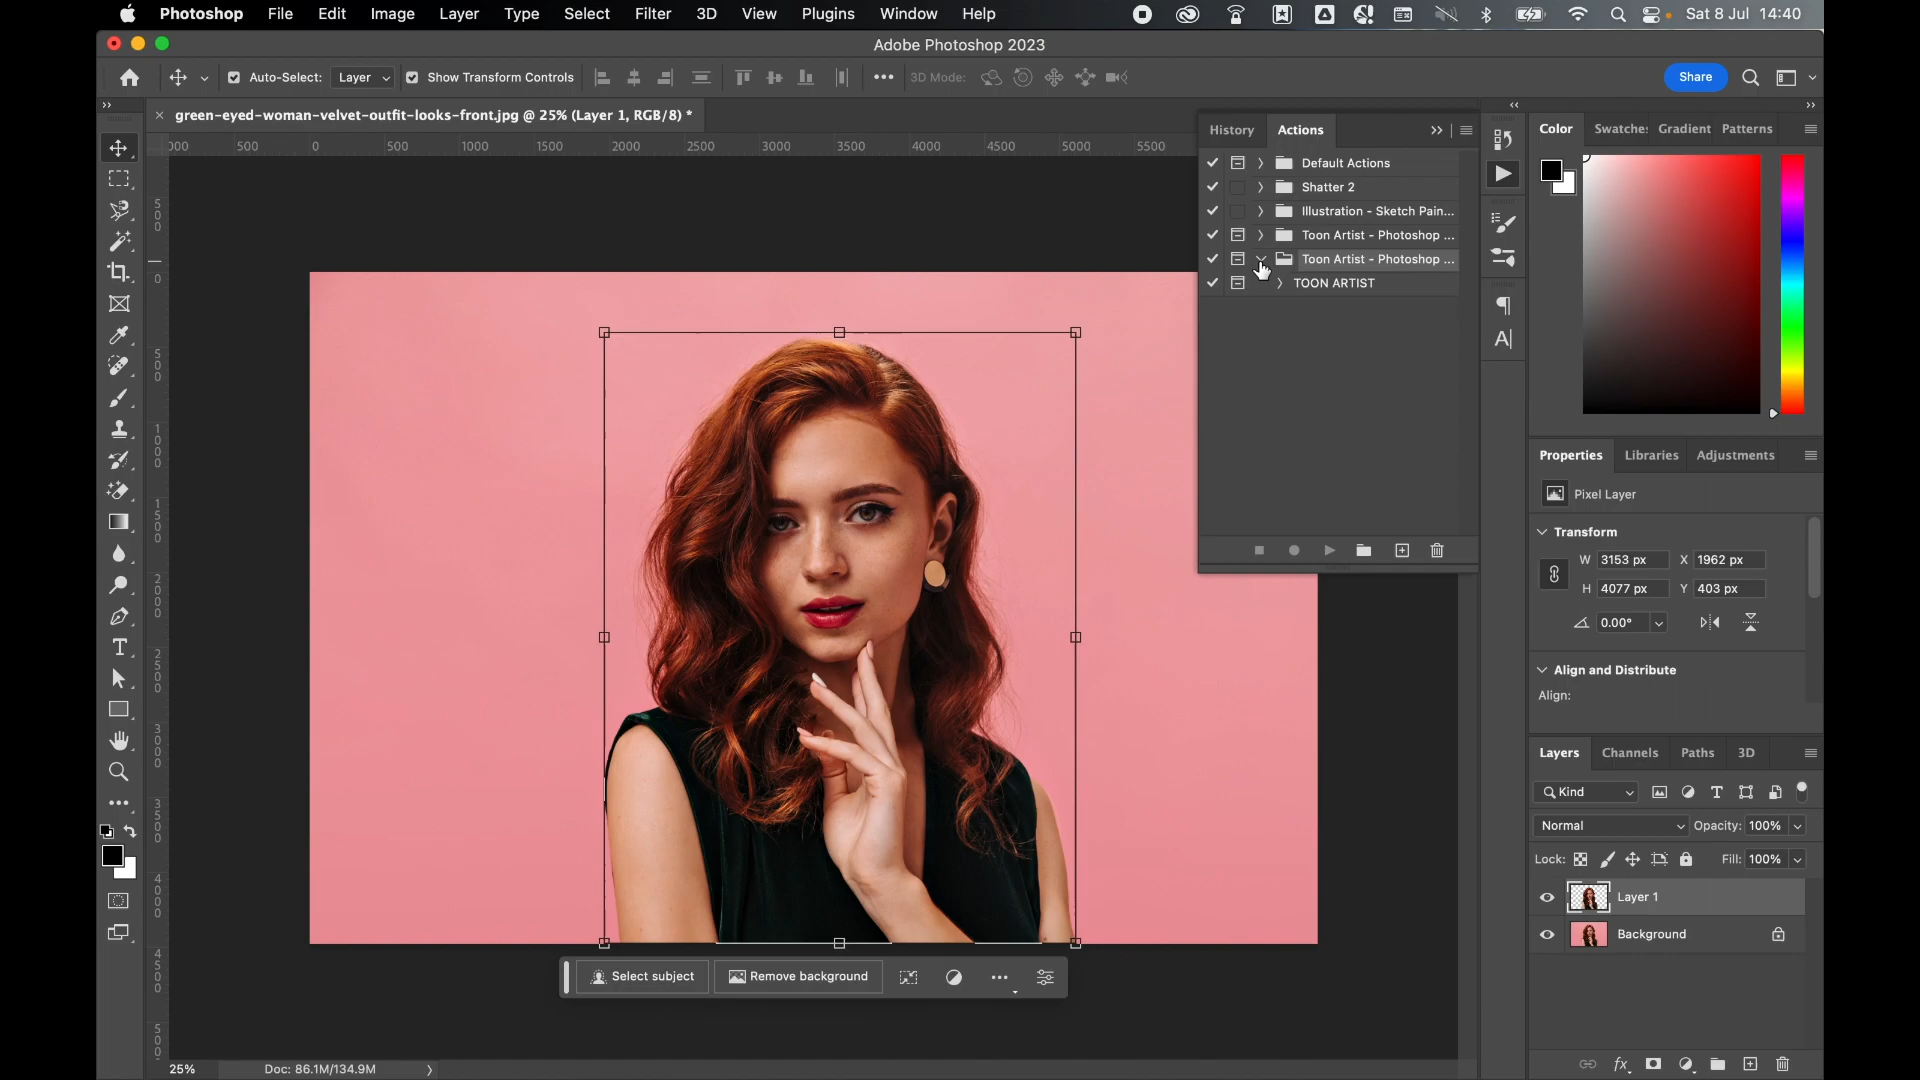 Photoshop File Edit Image Layer Type Select Filter 3D View Plugins Window Help Sat 8 Jul 14:40
Adobe Photoshop 2023
Auto-Select: Layer Show Transform Controls 3D Mode: Share
green-eyed-woman-velvet-outfit-looks-front.jpg @ 25% (Layer 1, RGB/8) *
000 500 0 500 1000 1500 2000 2500 3000 3500 4000 4500 5000 5500
500
0
500
1000
1500
2000
2500
3000
3500
4000
4500
500
History Actions
Default Actions
Shatter 2
Illustration - Sketch Pain...
Toon Artist - Photoshop ...
Toon Artist - Photoshop ...
TOON ARTIST
Color Swatches Gradient Patterns
Properties Libraries Adjustments
Pixel Layer
Transform
W 3153 px X 1962 px
H 4077 px Y 403 px
0.00°
Align and Distribute
Align:
Layers Channels Paths 3D
Kind
Normal Opacity: 100%
Lock: Fill: 100%
Layer 1
Background
Select subject Remove background
25% Doc: 86.1M/134.9M